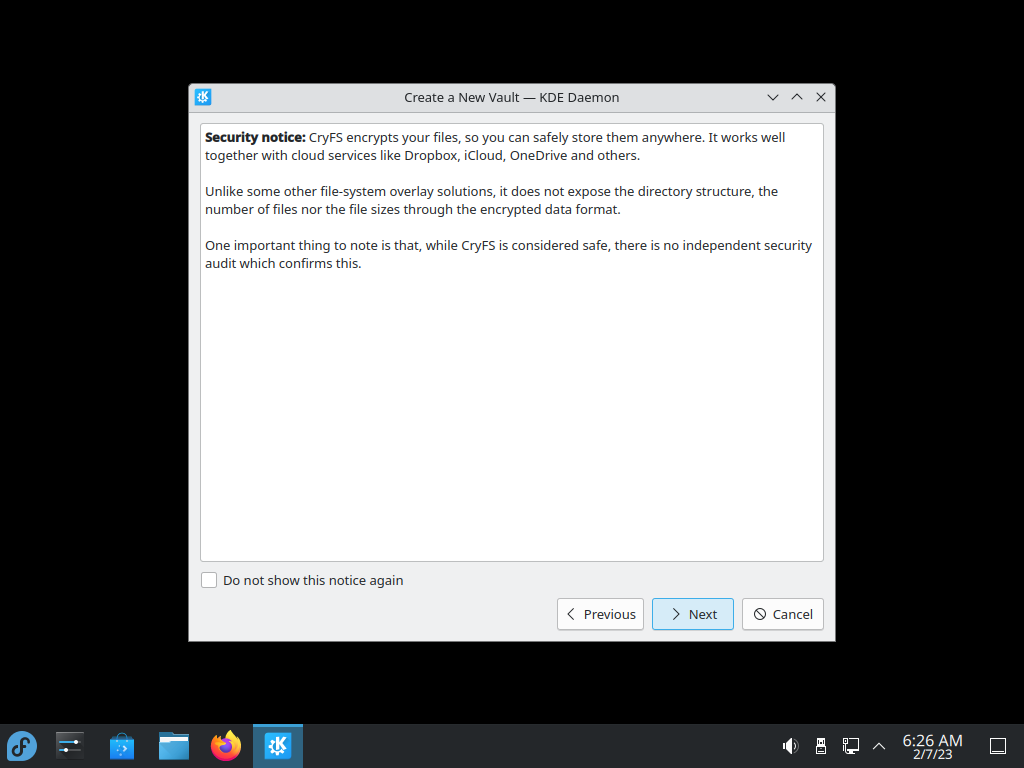 Create a New Vault — KDE Daemon
Security notice: CryFS encrypts your files, so you can safely store them anywhere. It works well
together with cloud services like Dropbox, iCloud, OneDrive and others.
Unlike some other file-system overlay solutions, it does not expose the directory structure, the
number of files nor the file sizes through the encrypted data format.
One important thing to note is that, while CryFS is considered safe, there is no independent security
audit which confirms this.
Do not show this notice again
Previous
Next
Cancel
6:26 AM
2/7/23